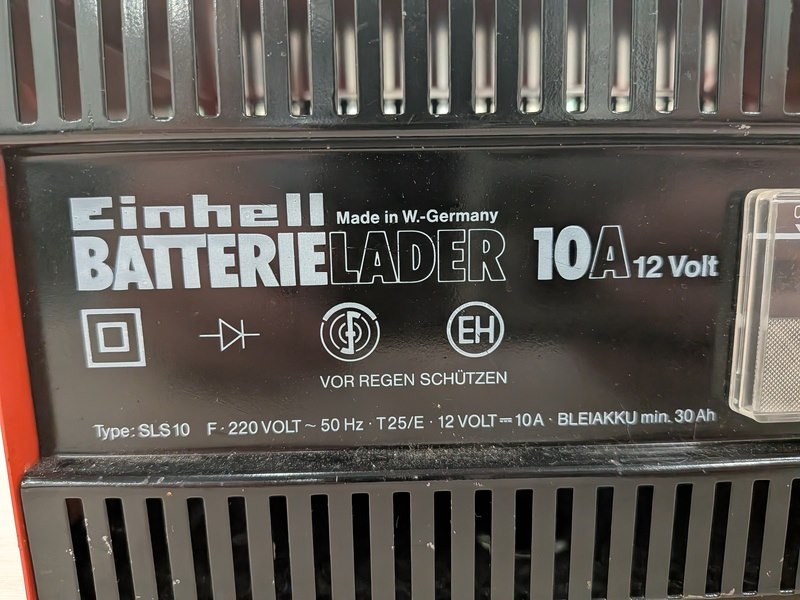 Einhell Made in W.-Germany
BATTERIELADER 10A 12 Volt
EH
VOR REGEN SCHÜTZEN
Type: SLS10 F · 220 VOLT ~ 50 Hz · T25/E · 12 VOLT ⎓ 10 A · BLEIAKKU min. 30 Ah